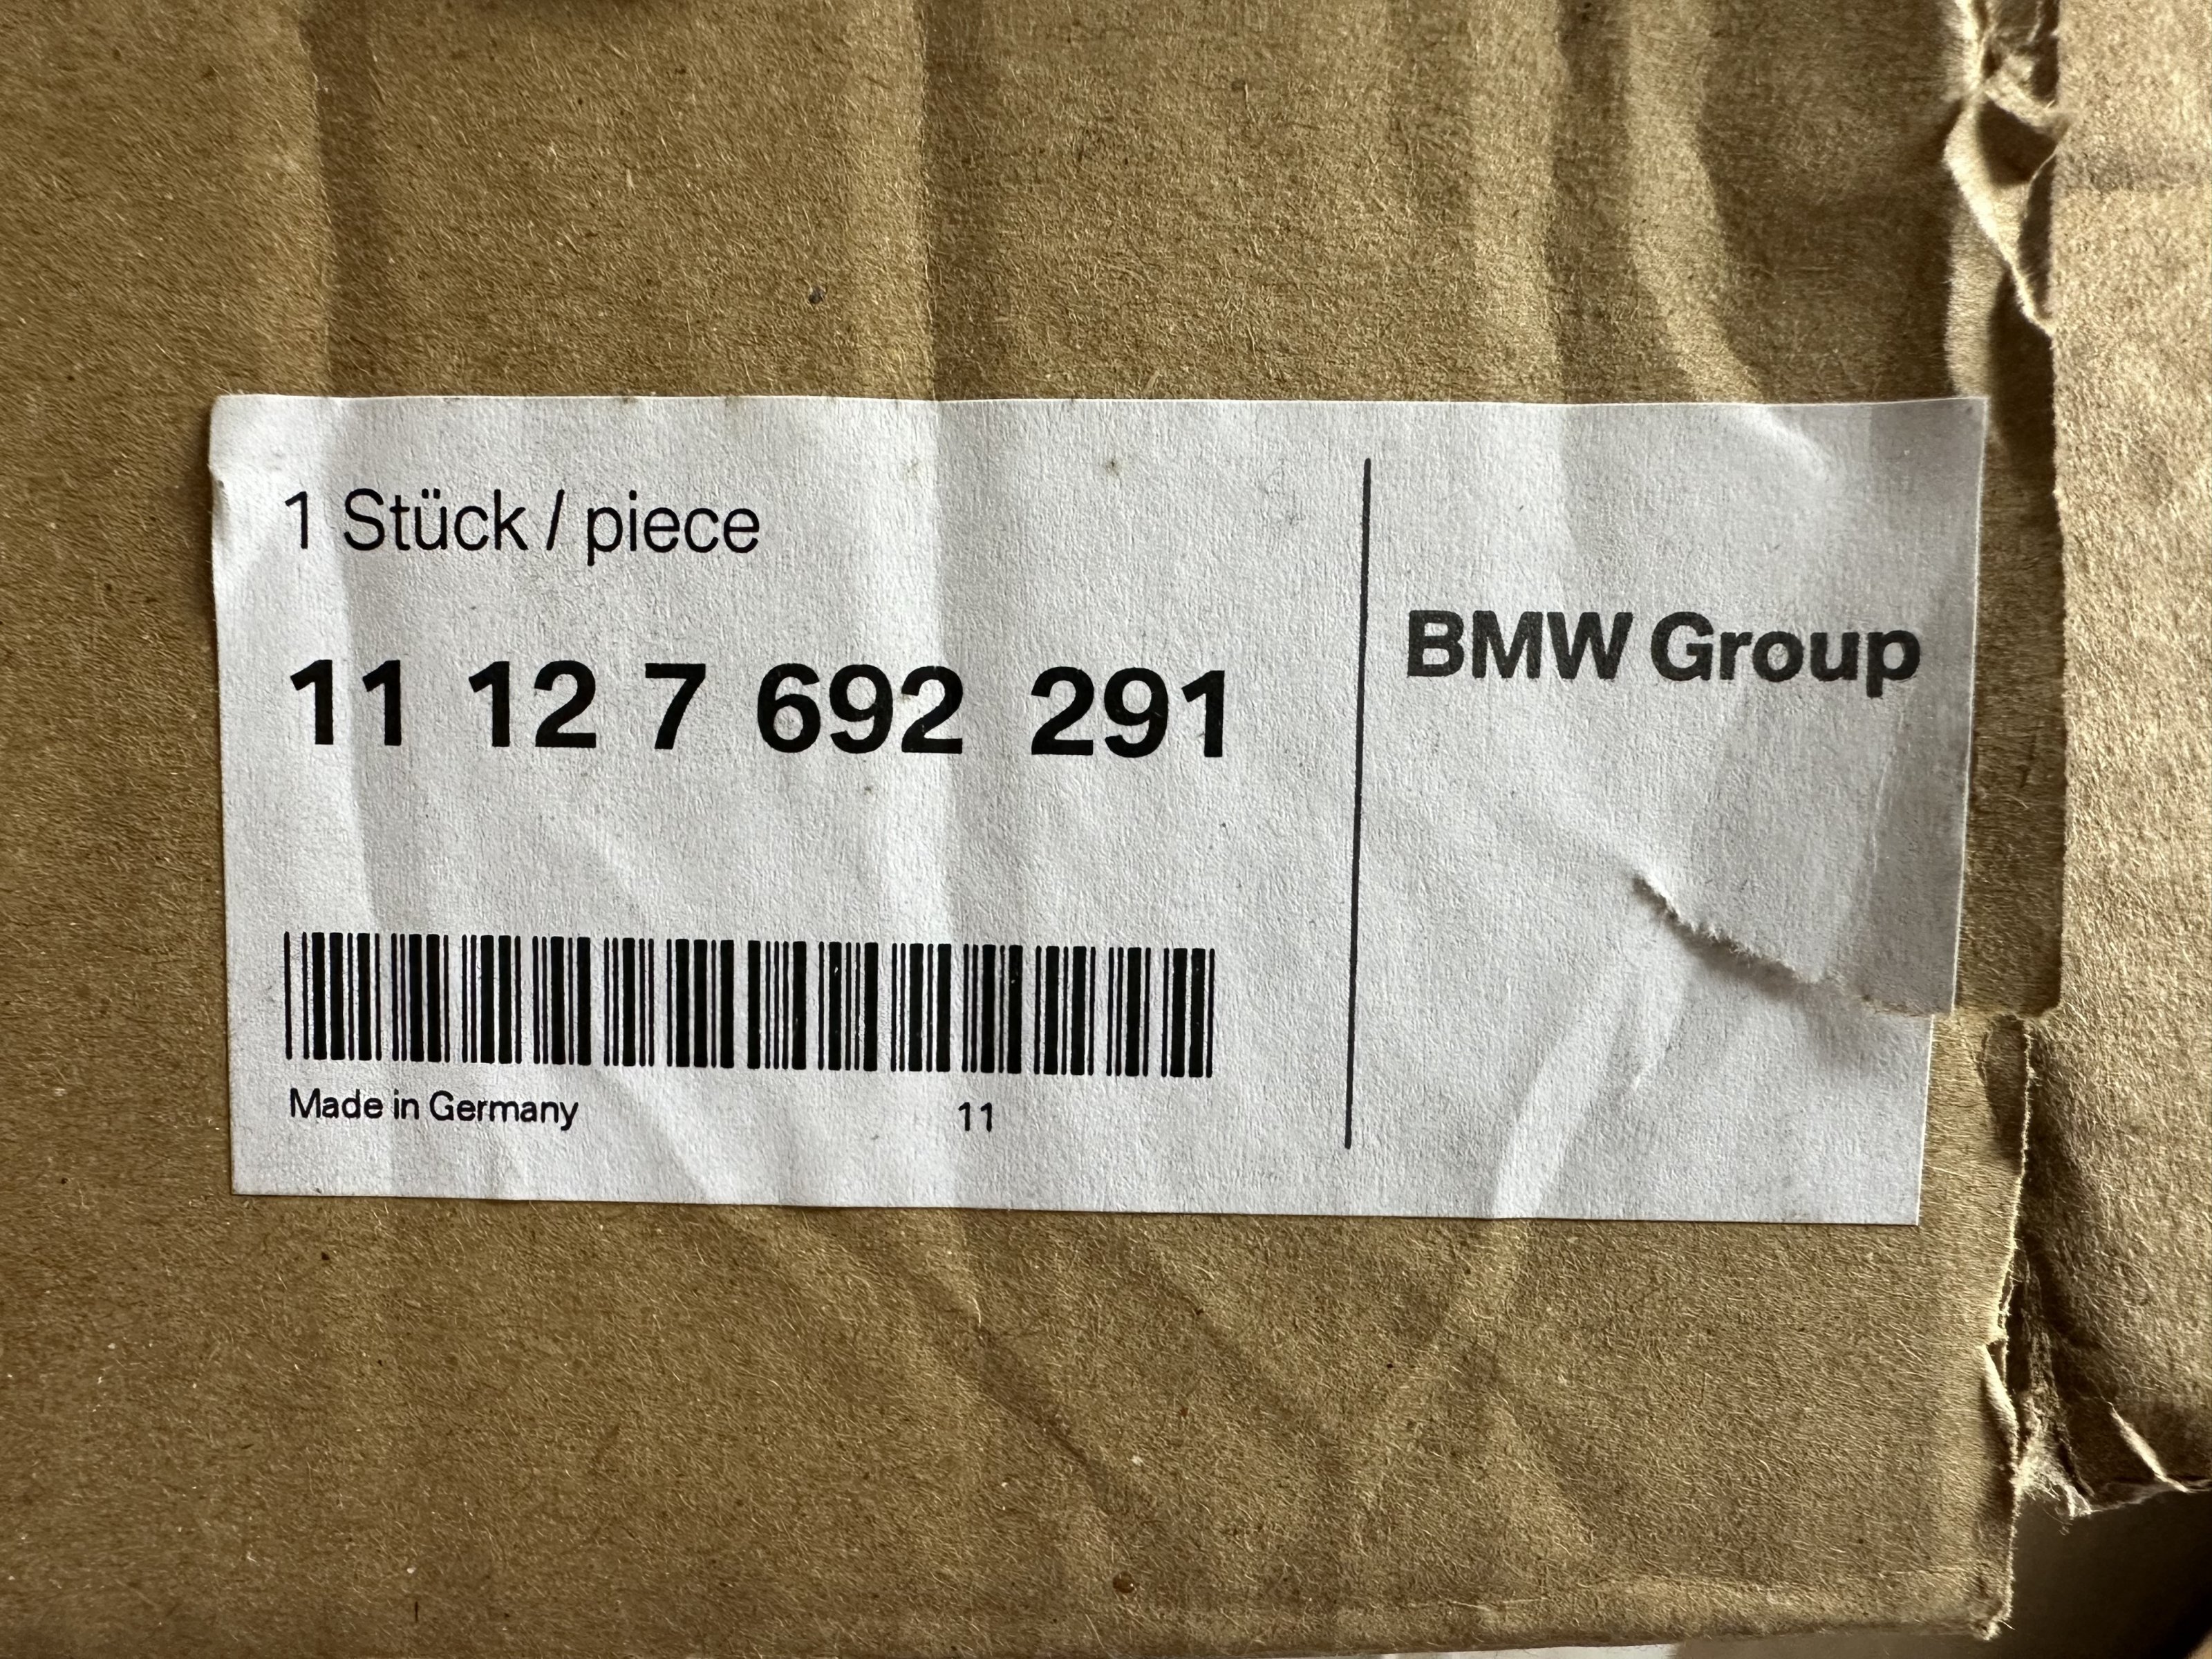 1 Stück / piece
11 12 7 692 291
BMW Group
Made in Germany 11